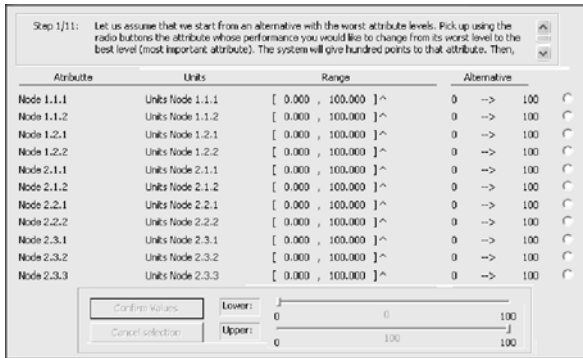 Step 1/11: Let us assume that we start from an alternative with the worst attribute levels. Pick up using the
radio buttons the attribute whose performance you would like to change from its worst level to the
best level (most important attribute). The system will give hundred points to that attribute. Then,
Atributte Units Range Alternative
Node 1.1.1 Units Node 1.1.1 [ 0.000 , 100.000 ]^ 0 --> 100
Node 1.1.2 Units Node 1.1.2 [ 0.000 , 100.000 ]^ 0 --> 100
Node 1.2.1 Units Node 1.2.1 [ 0.000 , 100.000 ]^ 0 --> 100
Node 1.2.2 Units Node 1.2.2 [ 0.000 , 100.000 ]^ 0 --> 100
Node 2.1.1 Units Node 2.1.1 [ 0.000 , 100.000 ]^ 0 --> 100
Node 2.1.2 Units Node 2.1.2 [ 0.000 , 100.000 ]^ 0 --> 100
Node 2.2.1 Units Node 2.2.1 [ 0.000 , 100.000 ]^ 0 --> 100
Node 2.2.2 Units Node 2.2.2 [ 0.000 , 100.000 ]^ 0 --> 100
Node 2.3.1 Units Node 2.3.1 [ 0.000 , 100.000 ]^ 0 --> 100
Node 2.3.2 Units Node 2.3.2 [ 0.000 , 100.000 ]^ 0 --> 100
Node 2.3.3 Units Node 2.3.3 [ 0.000 , 100.000 ]^ 0 --> 100
Confirm Values Lower:
0 0 100
Cancel selection Upper:
0 100 100